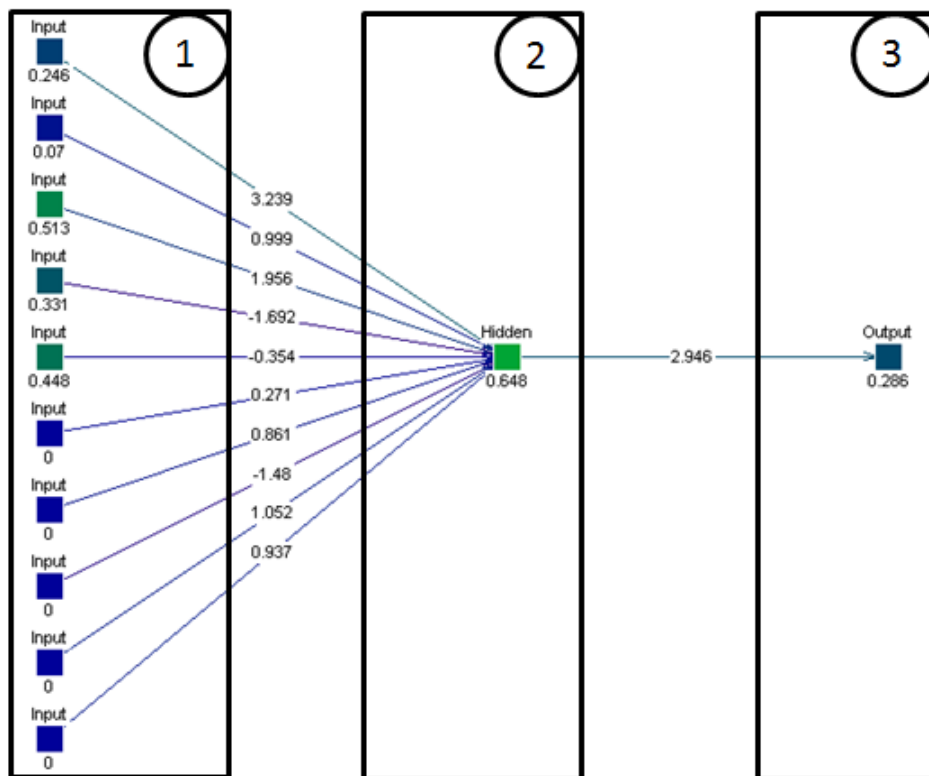 1
2
3
Input
0.246
Input
0.07
Input
0.513
Input
0.331
Input
0.448
Input
0
Input
0
Input
0
Input
0
Input
0
3.239
0.999
1.956
-1.692
-0.354
0.271
0.861
-1.48
1.052
0.937
Hidden
0.648
2.946
Output
0.286